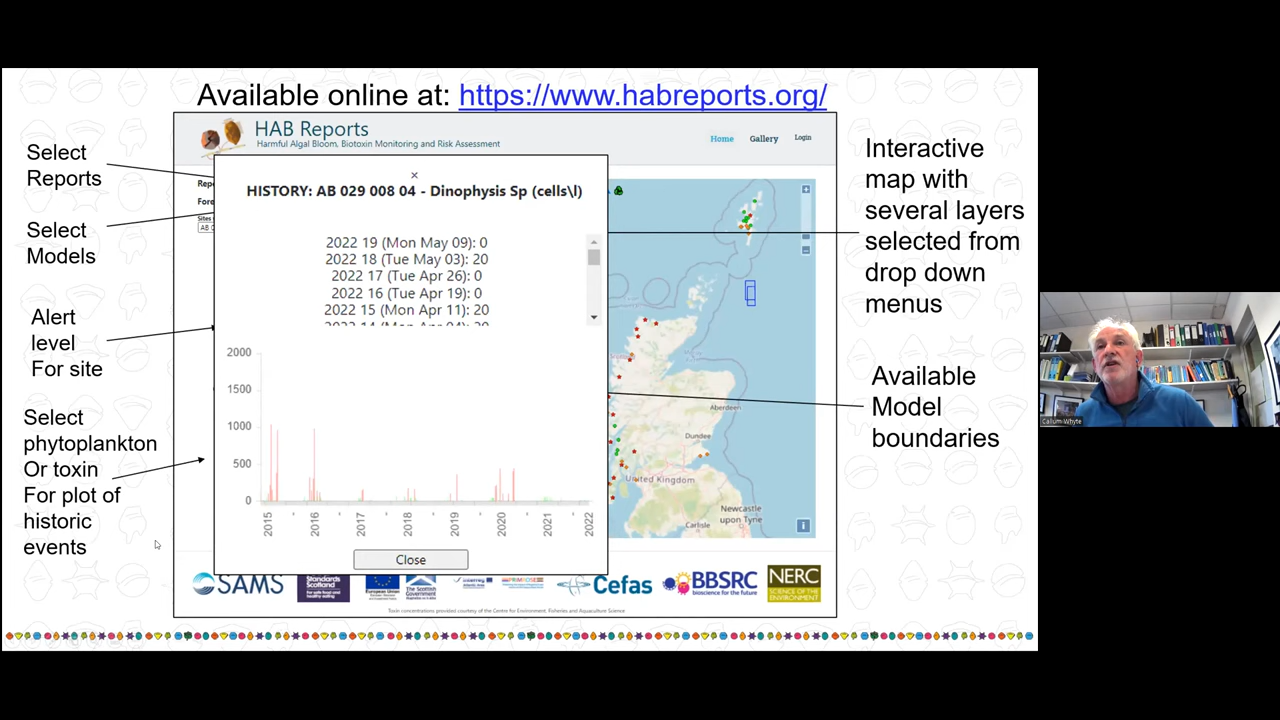 Available online at: https://www.habreports.org/
HAB Reports
Harmful Algal Bloom, Biotoxin Monitoring and Risk Assessment
Home Gallery Login
Select
Reports
Select
Models
Alert
level
For site
Select
phytoplankton
Or toxin
For plot of
historic
events
×
HISTORY: AB 029 008 04 - Dinophysis Sp (cells\l)
2022 19 (Mon May 09): 0
2022 18 (Tue May 03): 20
2022 17 (Tue Apr 26): 0
2022 16 (Tue Apr 19): 0
2022 15 (Mon Apr 11): 20
2022 14 (Mon Apr 04): 20
2000
1500
1000
500
0
2015 2016 2017 2018 2019 2020 2021 2022
Close
Aberdeen
Dundee
United Kingdom
Newcastle
upon Tyne
Carlisle
Interactive
map with
several layers
selected from
drop down
menus
Available
Model
boundaries
SAMS
Standards
Scotland
Cefas
BBSRC
bioscience for the future
NERC
SCIENCE OF THE
ENVIRONMENT
Toxin concentrations provided courtesy of the Centre for Environment, Fisheries and Aquaculture Science
Callum Whyte